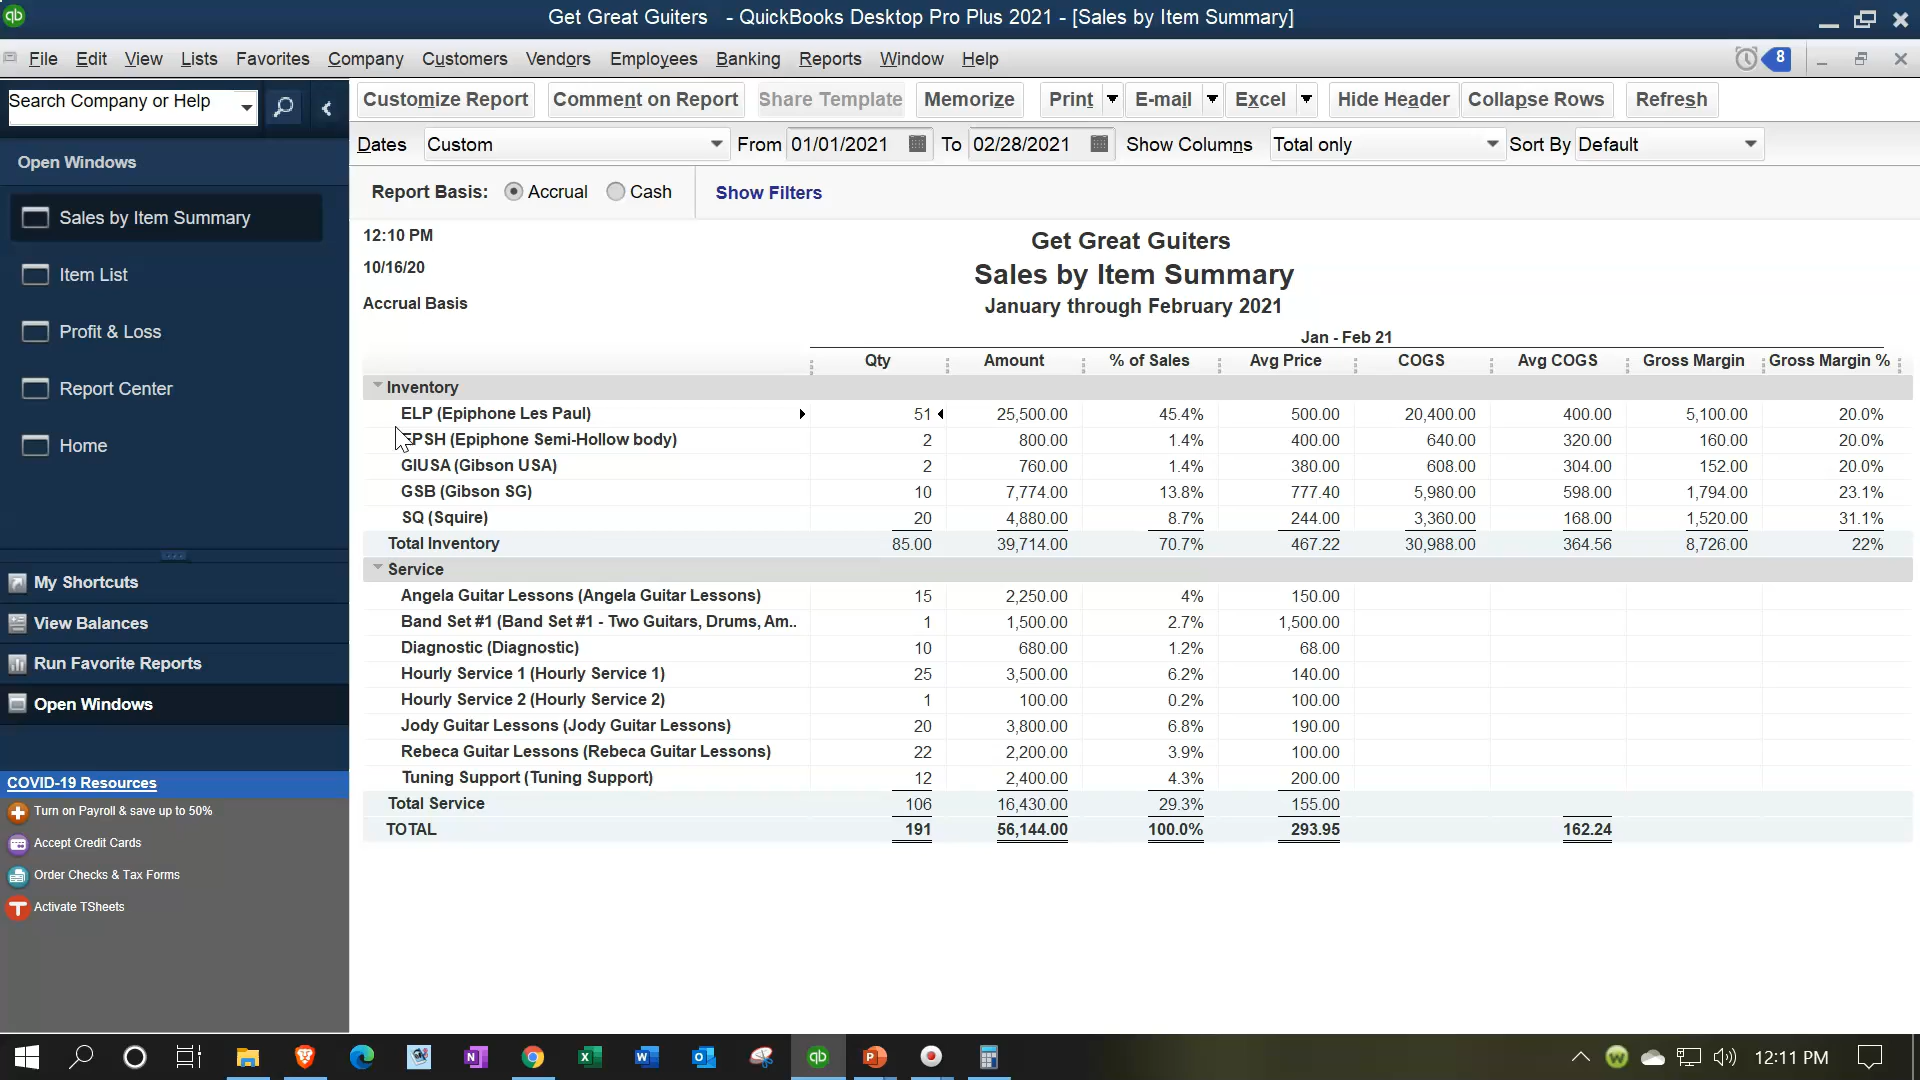 qb
Get Great Guiters - QuickBooks Desktop Pro Plus 2021 - [Sales by Item Summary]
File Edit View Lists Favorites Company Customers Vendors Employees Banking Reports Window Help
8
Search Company or Help
Customize Report Comment on Report Share Template Memorize Print E-mail Excel Hide Header Collapse Rows Refresh
Dates Custom From 01/01/2021 To 02/28/2021 Show Columns Total only Sort By Default
Report Basis: Accrual Cash Show Filters
Open Windows
Sales by Item Summary
Item List
Profit & Loss
Report Center
Home
My Shortcuts
View Balances
Run Favorite Reports
Open Windows
COVID-19 Resources
Turn on Payroll & save up to 50%
Accept Credit Cards
Order Checks & Tax Forms
Activate TSheets
12:10 PM
10/16/20
Accrual Basis
Get Great Guiters
Sales by Item Summary
January through February 2021
Jan - Feb 21
Qty Amount % of Sales Avg Price COGS Avg COGS Gross Margin Gross Margin %
Inventory
ELP (Epiphone Les Paul) 51 25,500.00 45.4% 500.00 20,400.00 400.00 5,100.00 20.0%
EPSH (Epiphone Semi-Hollow body) 2 800.00 1.4% 400.00 640.00 320.00 160.00 20.0%
GIUSA (Gibson USA) 2 760.00 1.4% 380.00 608.00 304.00 152.00 20.0%
GSB (Gibson SG) 10 7,774.00 13.8% 777.40 5,980.00 598.00 1,794.00 23.1%
SQ (Squire) 20 4,880.00 8.7% 244.00 3,360.00 168.00 1,520.00 31.1%
Total Inventory 85.00 39,714.00 70.7% 467.22 30,988.00 364.56 8,726.00 22%
Service
Angela Guitar Lessons (Angela Guitar Lessons) 15 2,250.00 4% 150.00
Band Set #1 (Band Set #1 - Two Guitars, Drums, Am.. 1 1,500.00 2.7% 1,500.00
Diagnostic (Diagnostic) 10 680.00 1.2% 68.00
Hourly Service 1 (Hourly Service 1) 25 3,500.00 6.2% 140.00
Hourly Service 2 (Hourly Service 2) 1 100.00 0.2% 100.00
Jody Guitar Lessons (Jody Guitar Lessons) 20 3,800.00 6.8% 190.00
Rebeca Guitar Lessons (Rebeca Guitar Lessons) 22 2,200.00 3.9% 100.00
Tuning Support (Tuning Support) 12 2,400.00 4.3% 200.00
Total Service 106 16,430.00 29.3% 155.00
TOTAL 191 56,144.00 100.0% 293.95 162.24
12:11 PM